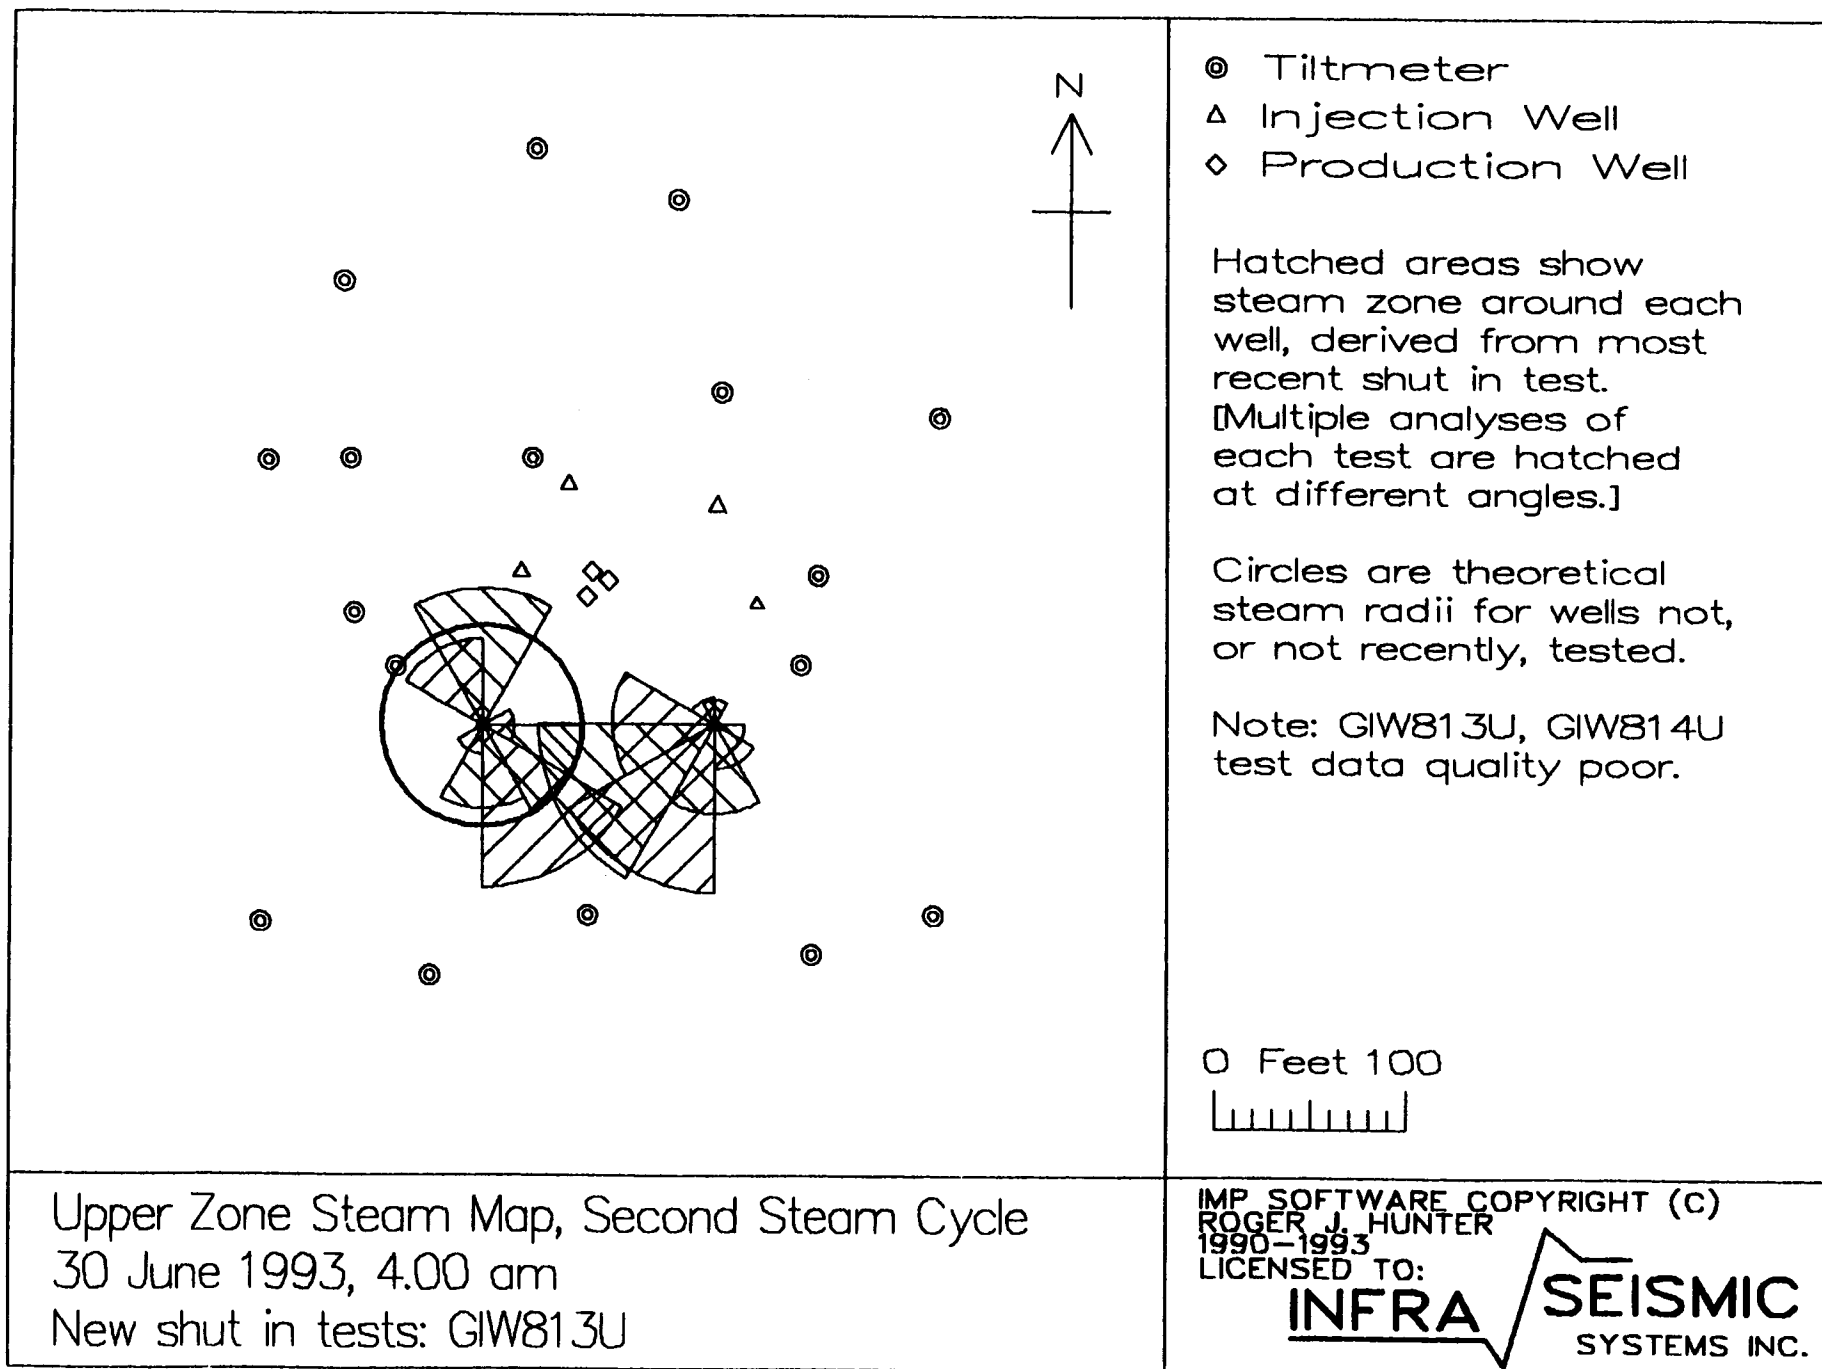 N
Tiltmeter
Injection Well
Production Well
Hatched areas show
steam zone around each
well, derived from most
recent shut in test.
[Multiple analyses of
each test are hatched
at different angles.]
Circles are theoretical
steam radii for wells not,
or not recently, tested.
Note: GIW813U, GIW814U
test data quality poor.
0 Feet 100
Upper Zone Steam Map, Second Steam Cycle
30 June 1993, 4.00 am
New shut in tests: GIW813U
IMP SOFTWARE COPYRIGHT (C)
ROGER J. HUNTER
1990-1993
LICENSED TO:
INFRA SEISMIC
SYSTEMS INC.